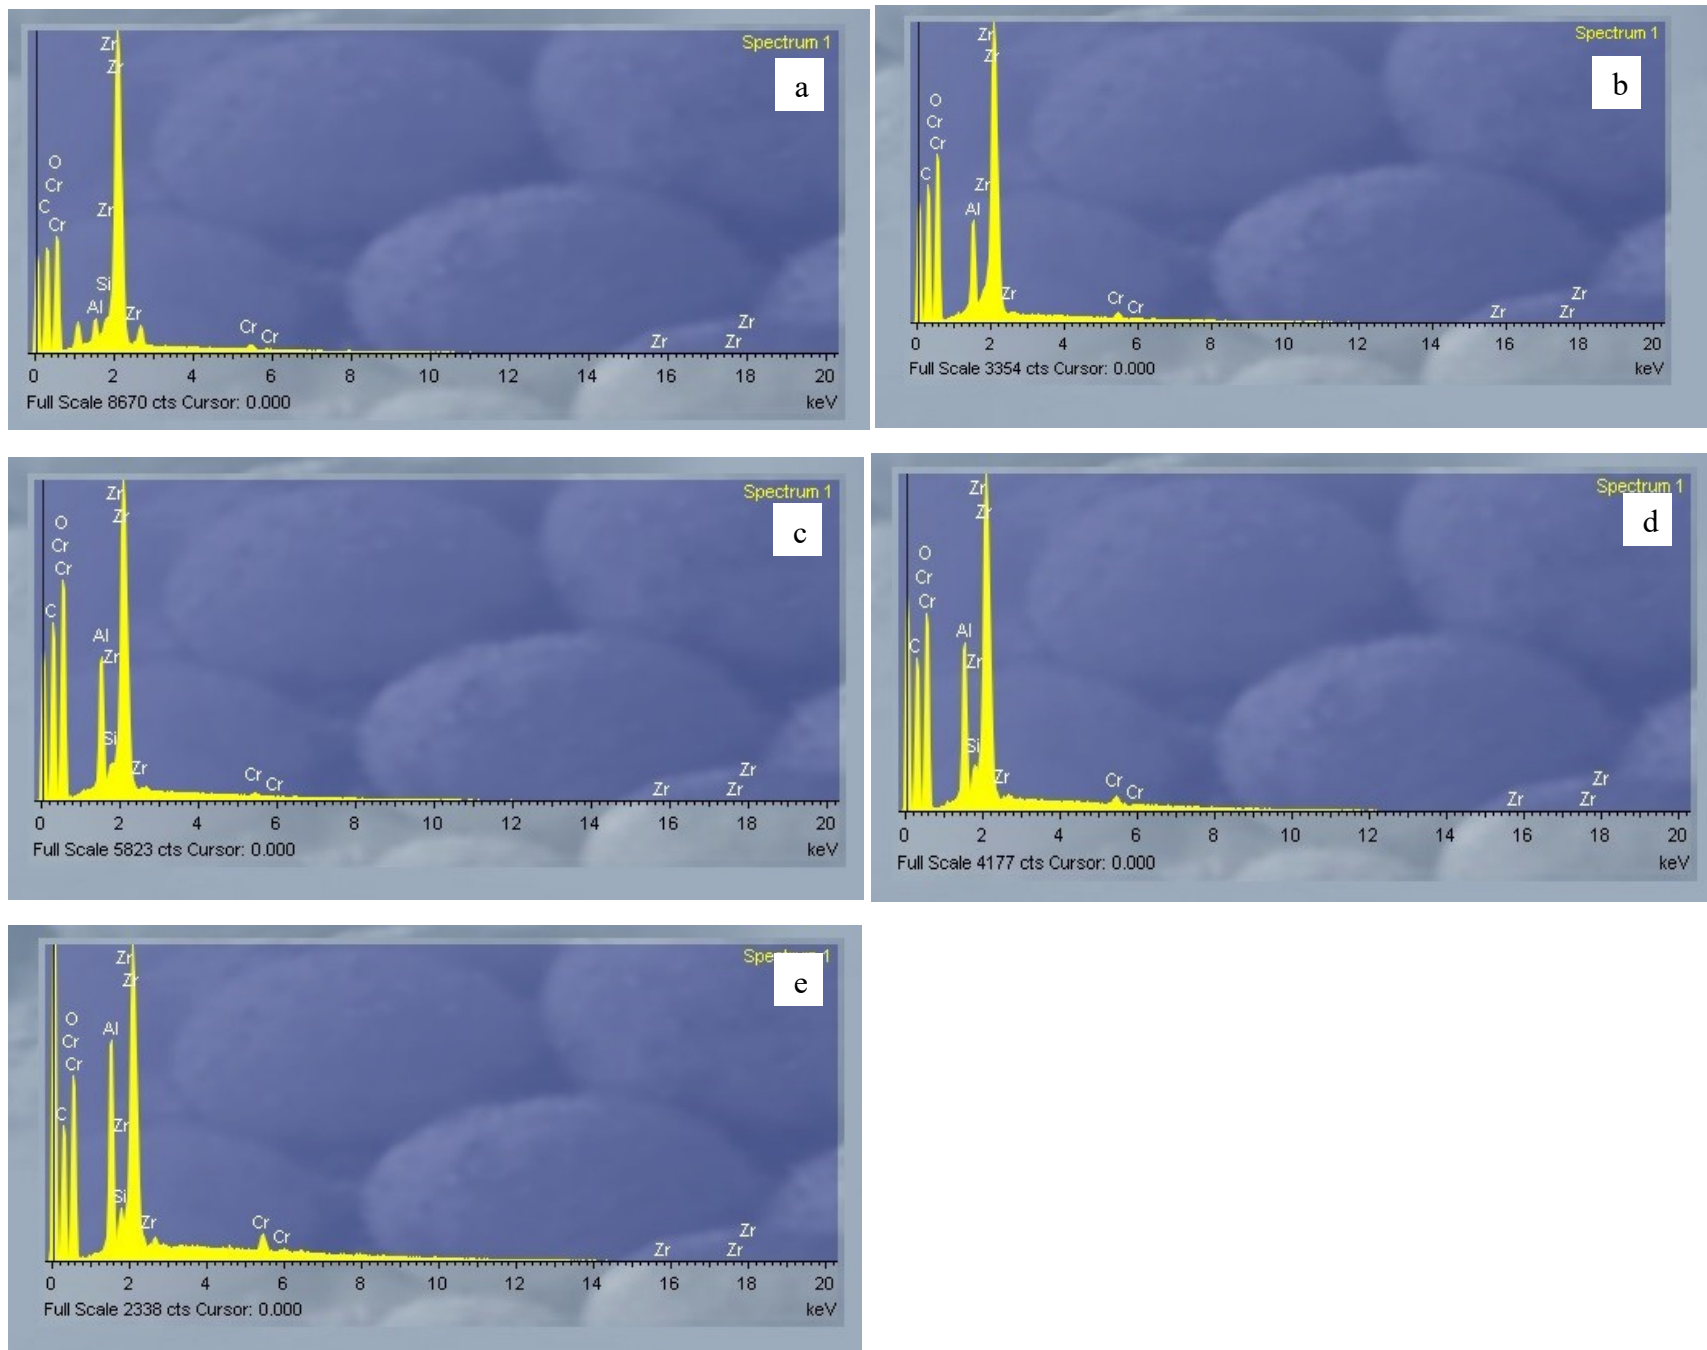 Spectrum 1
a
Zr
Zr
O
Cr
C
Cr
Zr
Si
Al
Zr
Cr
Cr
Zr
Zr
Zr
0 2 4 6 8 10 12 14 16 18 20
Full Scale 8670 cts Cursor: 0.000 keV
Spectrum 1
b
Zr
Zr
O
Cr
Cr
C
Zr
Al
Zr
Cr
Cr
Zr
Zr
Zr
0 2 4 6 8 10 12 14 16 18 20
Full Scale 3354 cts Cursor: 0.000 keV
Spectrum 1
c
Zr
Zr
O
Cr
Cr
C
Al
Zr
Si
Zr
Cr
Cr
Zr
Zr
Zr
0 2 4 6 8 10 12 14 16 18 20
Full Scale 5823 cts Cursor: 0.000 keV
Spectrum 1
d
Zr
Zr
O
Cr
Cr
C
Al
Zr
Si
Zr
Cr
Cr
Zr
Zr
Zr
0 2 4 6 8 10 12 14 16 18 20
Full Scale 4177 cts Cursor: 0.000 keV
Spe 1
e
Zr
Zr
O
Cr
Cr
C
Al
Zr
Si
Zr
Cr
Cr
Zr
Zr
Zr
0 2 4 6 8 10 12 14 16 18 20
Full Scale 2338 cts Cursor: 0.000 keV